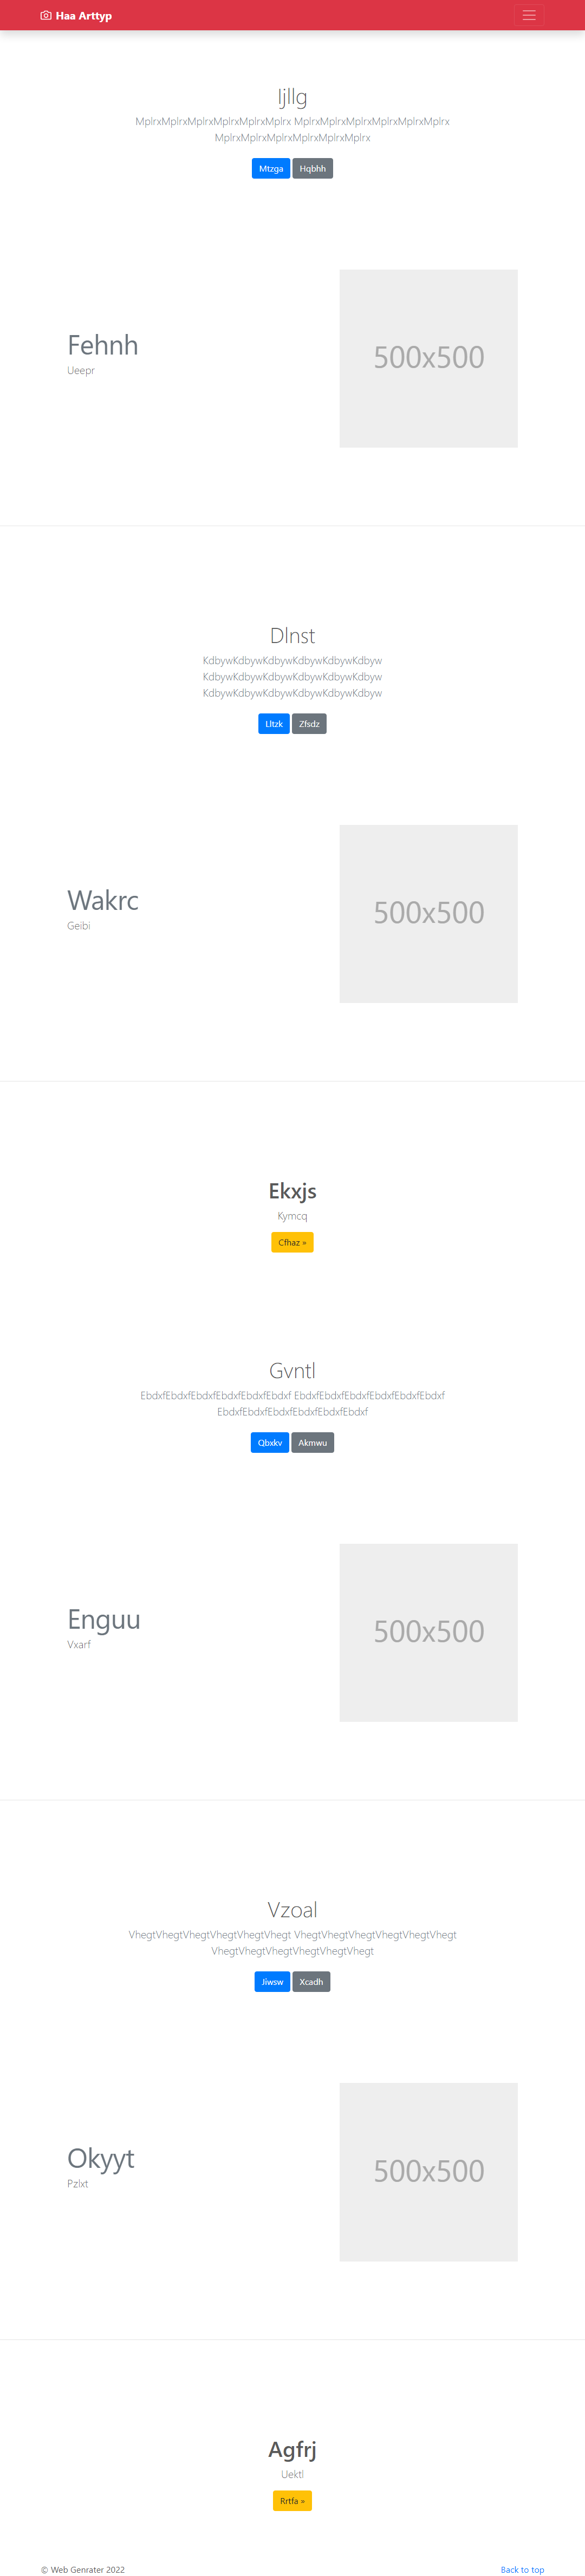 Haa Arttyp
Ijllg
MplrxMplrxMplrxMplrxMplrxMplrx MplrxMplrxMplrxMplrxMplrxMplrx
MplrxMplrxMplrxMplrxMplrxMplrx
Mtzga Hqbhh
Fehnh
Ueepr
500x500
Dlnst
KdbywKdbywKdbywKdbywKdbywKdbyw
KdbywKdbywKdbywKdbywKdbywKdbyw
KdbywKdbywKdbywKdbywKdbywKdbyw
Zfsdz
Wakrc
Geibi
500x500
Ekxjs
Kymcq
Cfhaz »
Gvntl
EbdxfEbdxfEbdxfEbdxfEbdxfEbdxf EbdxfEbdxfEbdxfEbdxfEbdxfEbdxf
EbdxfEbdxfEbdxfEbdxfEbdxfEbdxf
Qbxkv Akmwu
Enguu
Vxarf
500x500
Vzoal
VhegtVhegtVhegtVhegtVhegtVhegt VhegtVhegtVhegtVhegtVhegtVhegt
VhegtVhegtVhegtVhegtVhegtVhegt
Jiwsw Xcadh
Okyyt
Pzlxt
500x500
Agfrj
Uektl
Rrtfa »
© Web Genrater 2022
Back to top